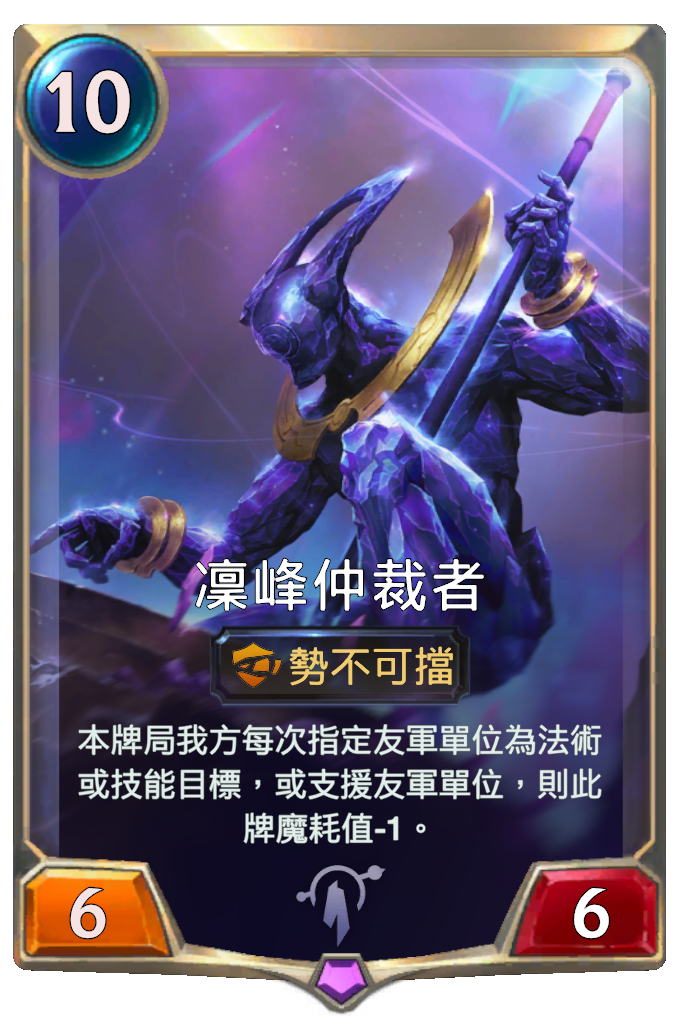 10
凜峰仲裁者
勢不可擋
本牌局我方每次指定友軍單位為法術
或技能目標，或支援友軍單位，則此
牌魔耗值-1。
6
6